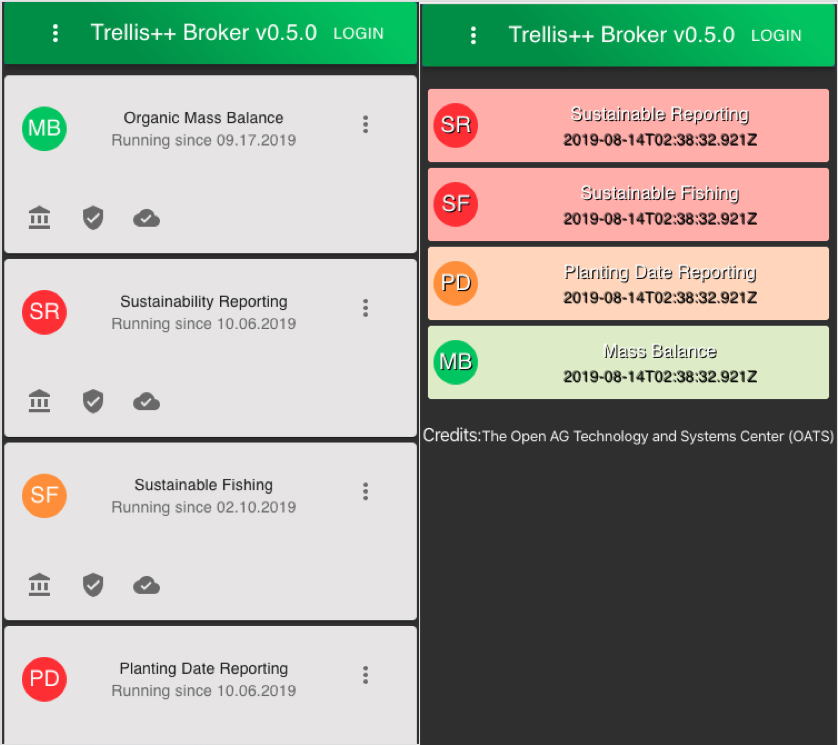 Trellis++ Broker v0.5.0 LOGIN
MB
Organic Mass Balance
Running since 09.17.2019
SR
Sustainability Reporting
Running since 10.06.2019
SF
Sustainable Fishing
Running since 02.10.2019
PD
Planting Date Reporting
Running since 10.06.2019
Trellis++ Broker v0.5.0 LOGIN
SR
Sustainable Reporting
2019-08-14T02:38:32.921Z
SF
Sustainable Fishing
2019-08-14T02:38:32.921Z
PD
Planting Date Reporting
2019-08-14T02:38:32.921Z
MB
Mass Balance
2019-08-14T02:38:32.921Z
Credits:The Open AG Technology and Systems Center (OATS)